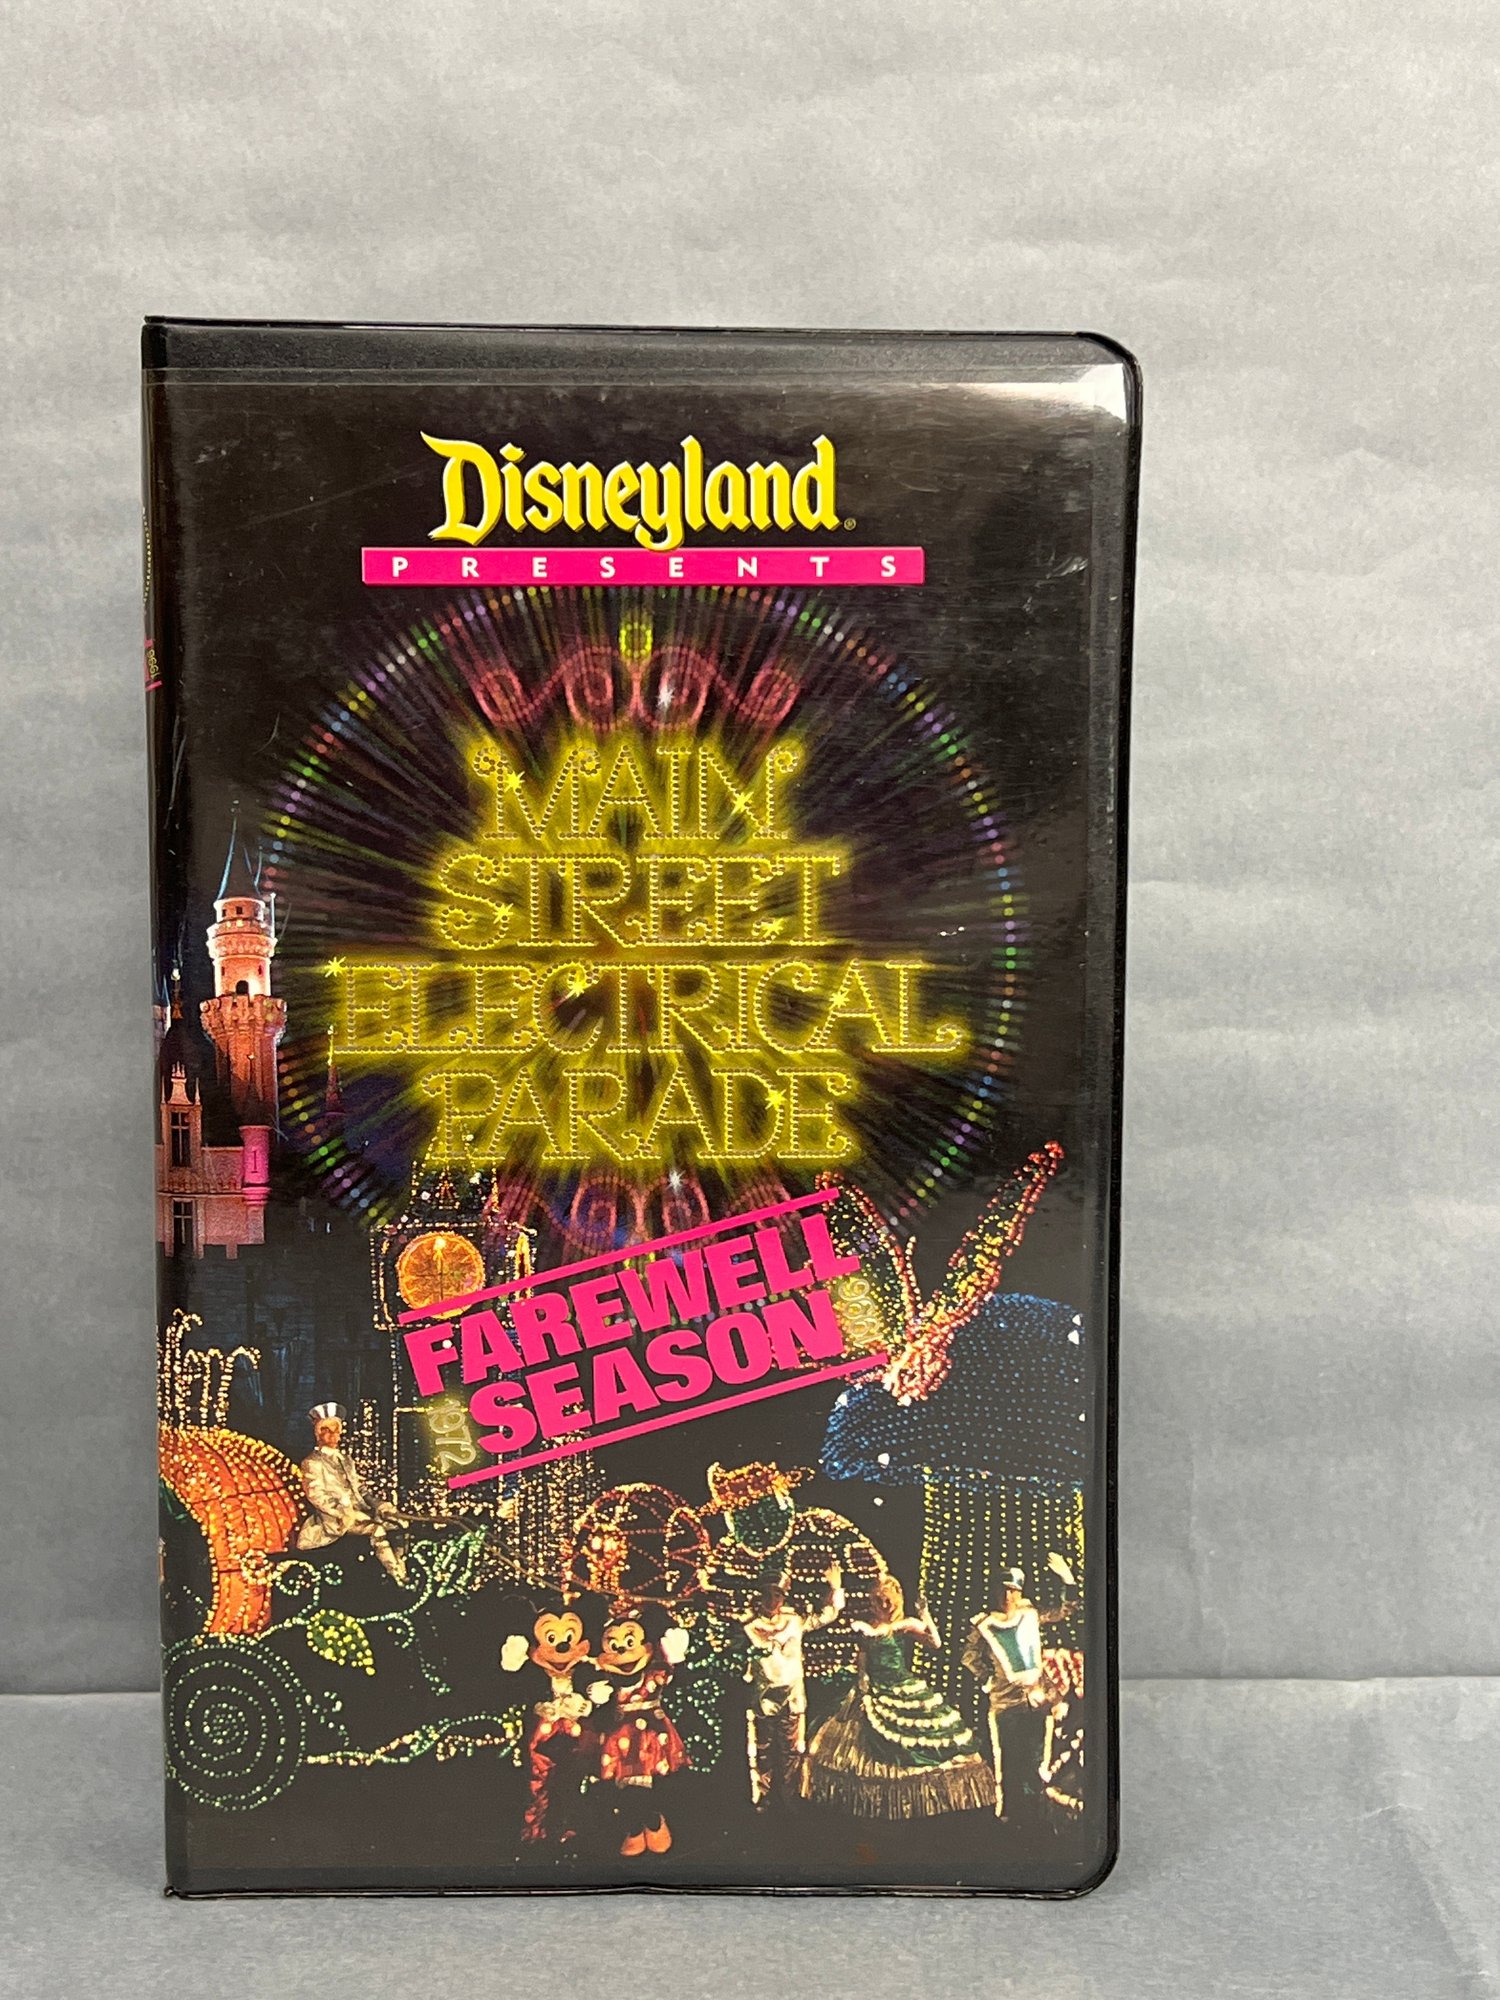 Disneyland®
PRESENTS
MAIN
STREET
ELECTRICAL
PARADE
FAREWELL
SEASON
1972
1996